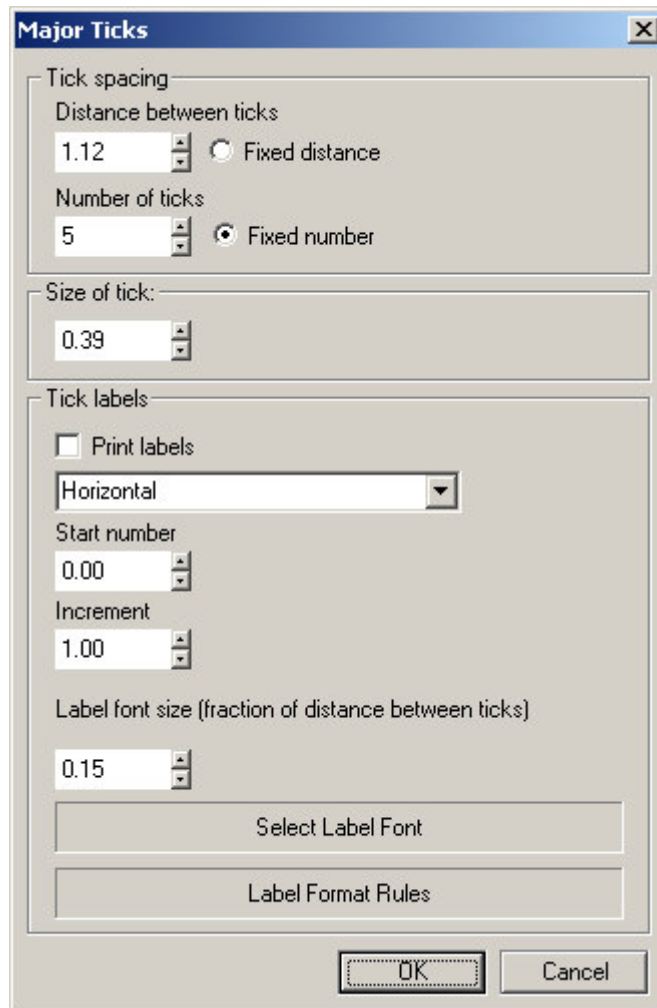 Major Ticks
Tick spacing
Distance between ticks
1.12 Fixed distance
Number of ticks
5 Fixed number
Size of tick:
0.39
Tick labels
Print labels
Horizontal
Start number
0.00
Increment
1.00
Label font size (fraction of distance between ticks)
0.15
Select Label Font
Label Format Rules
OK Cancel